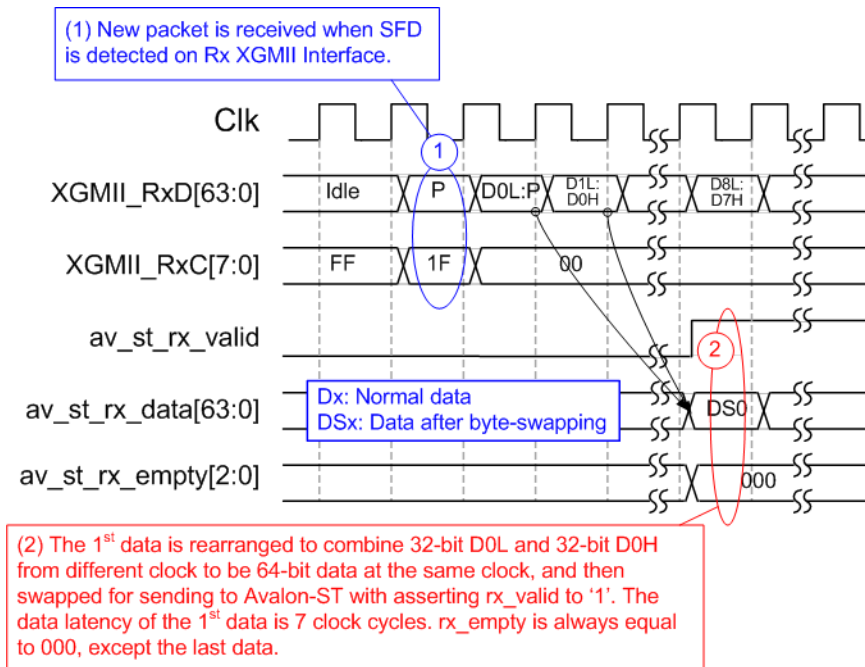 (1) New packet is received when SFD
is detected on Rx XGMII Interface.
Clk
1
XGMII_RxD[63:0]
Idle
P
D0L:P
D1L:
D0H
D8L:
D7H
XGMII_RxC[7:0]
FF
1F
00
av_st_rx_valid
2
Dx: Normal data
DSx: Data after byte-swapping
av_st_rx_data[63:0]
DS0
av_st_rx_empty[2:0]
000
(2) The 1st data is rearranged to combine 32-bit D0L and 32-bit D0H
from different clock to be 64-bit data at the same clock, and then
swapped for sending to Avalon-ST with asserting rx_valid to ‘1’. The
data latency of the 1st data is 7 clock cycles. rx_empty is always equal
to 000, except the last data.